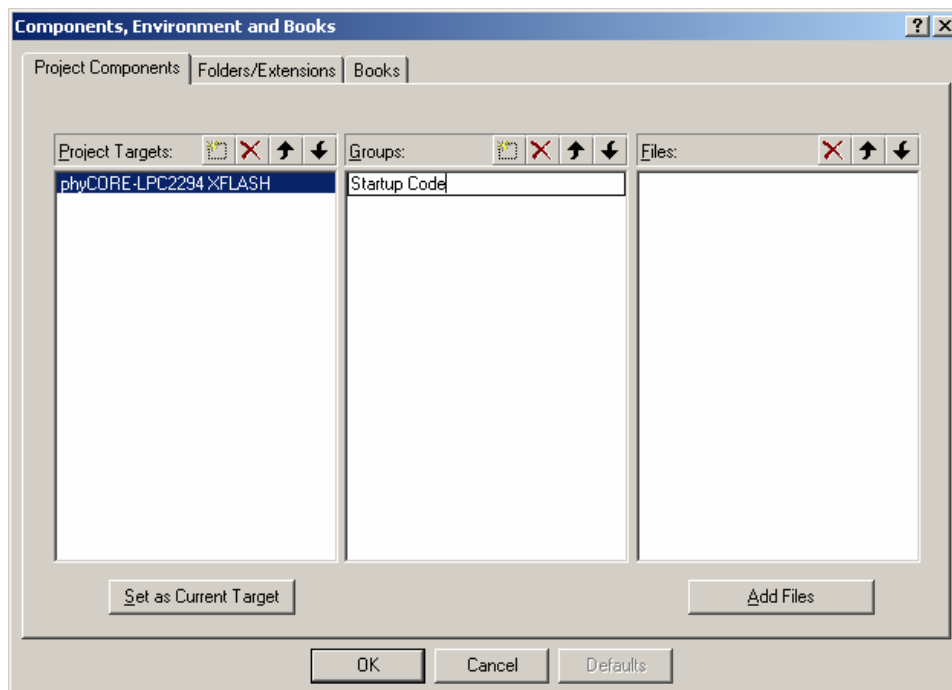 Components, Environment and Books
Project Components Folders/Extensions Books
Project Targets: Groups: Files:
phyCORE-LPC2294 XFLASH Startup Code
Set as Current Target Add Files
OK Cancel Defaults